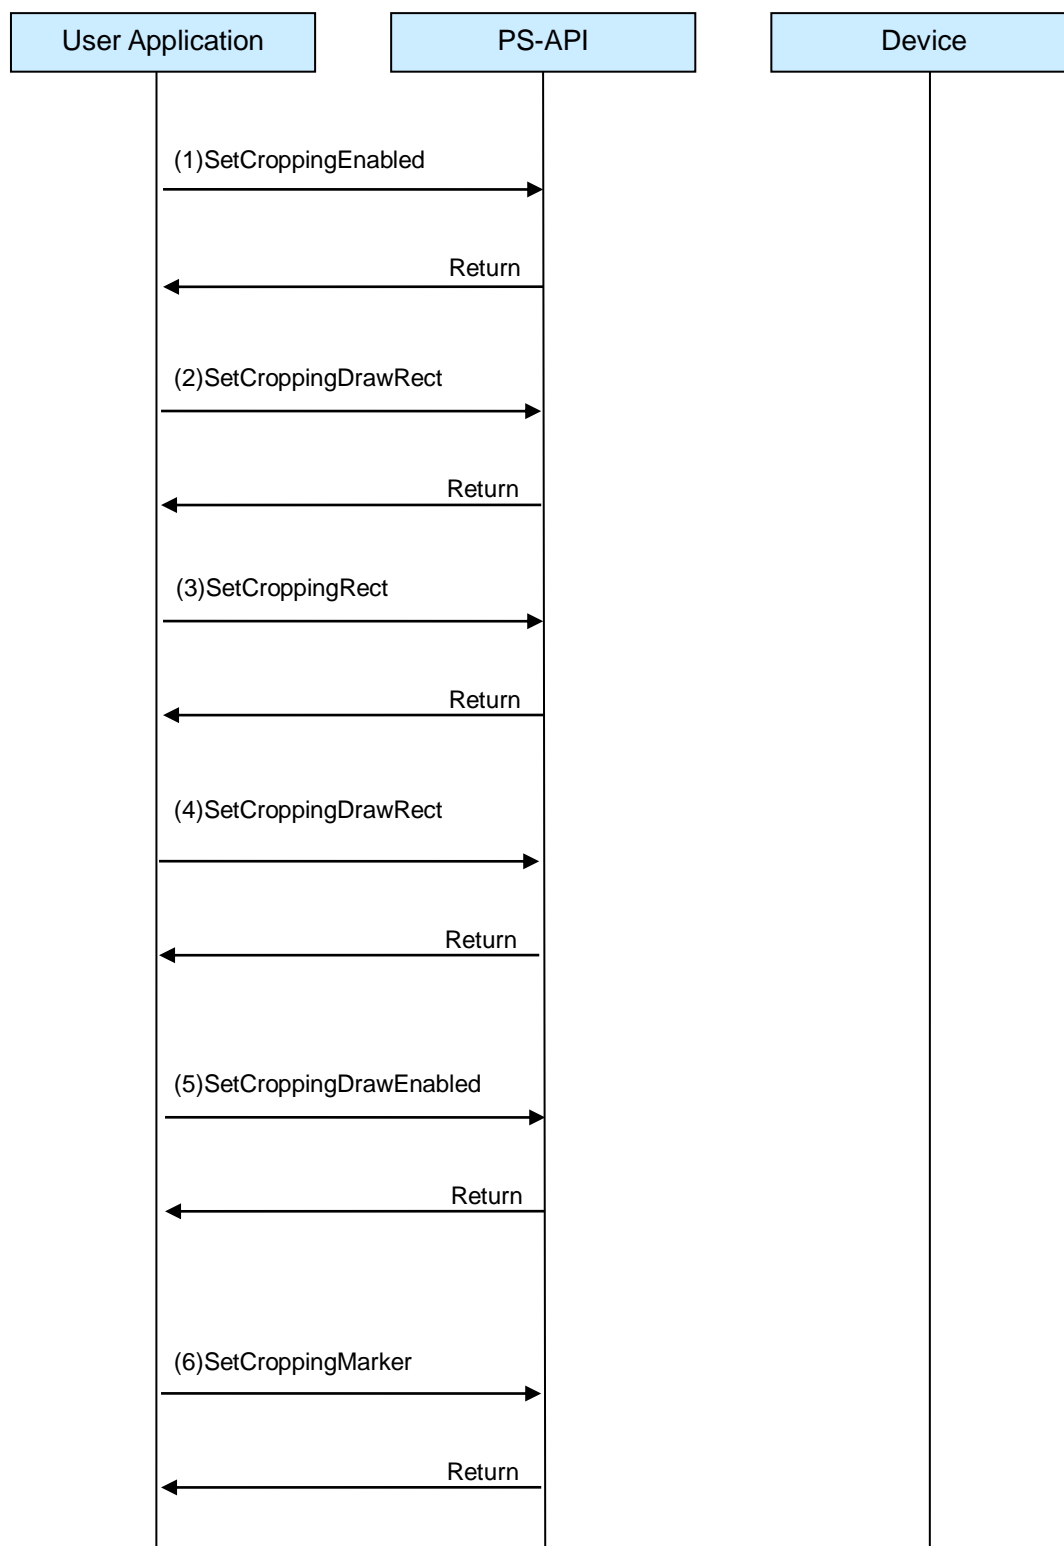 User Application
PS-API
Device
(1)SetCroppingEnabled
Return
(2)SetCroppingDrawRect
Return
(3)SetCroppingRect
Return
(4)SetCroppingDrawRect
Return
(5)SetCroppingDrawEnabled
Return
(6)SetCroppingMarker
Return